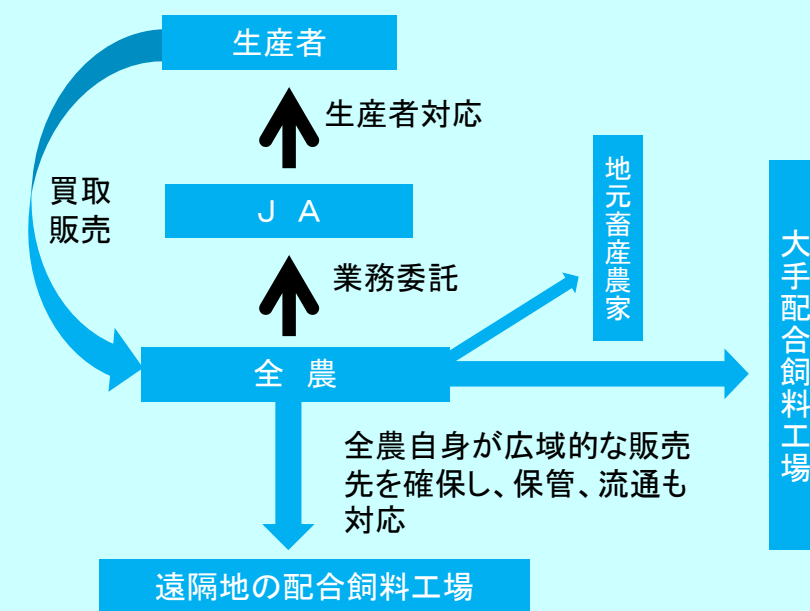 生産者
生産者対応
買取
販売
ＪＡ
業務委託
全農
地元畜産農家
大手配合飼料工場
全農自身が広域的な販売
先を確保し、保管、流通も
対応
遠隔地の配合飼料工場